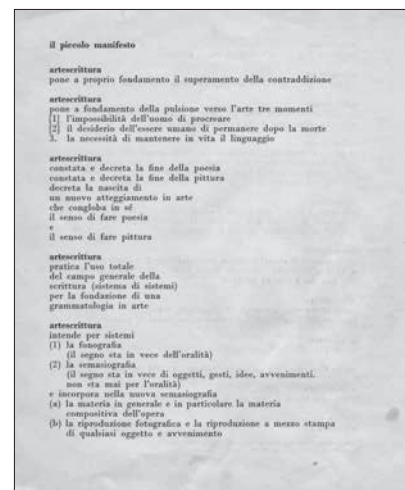 il piccolo manifesto
artescrittura
pone a proprio fondamento il superamento della contraddizione
artescrittura
pone a fondamento della pulsione verso l'arte tre momenti
[1] l'impossibilità dell'uomo di procreare
[2] il desiderio dell'essere umano di permanere dopo la morte
3. la necessità di mantenere in vita il linguaggio
artescrittura
constata e decreta la fine della poesia
constata e decreta la fine della pittura
decreta la nascita di
un nuovo atteggiamento in arte
che congloba in sé
il senso di fare poesia
e
il senso di fare pittura
artescrittura
pratica l'uso totale
del campo generale della
scrittura (sistema di sistemi)
per la fondazione di una
grammatologia in arte
artescrittura
intende per sistemi
(1) la fonografia
(il segno sta in vece dell'oralità)
(2) la semasiografia
(il segno sta in vece di oggetti, gesti, idee, avvenimenti.
non sta mai per l'oralità)
e incorpora nella nuova semasiografia
(a) la materia in generale e in particolare la materia
compositiva dell'opera
(b) la riproduzione fotografica e la riproduzione a mezzo stampa
di qualsiasi oggetto e avvenimento